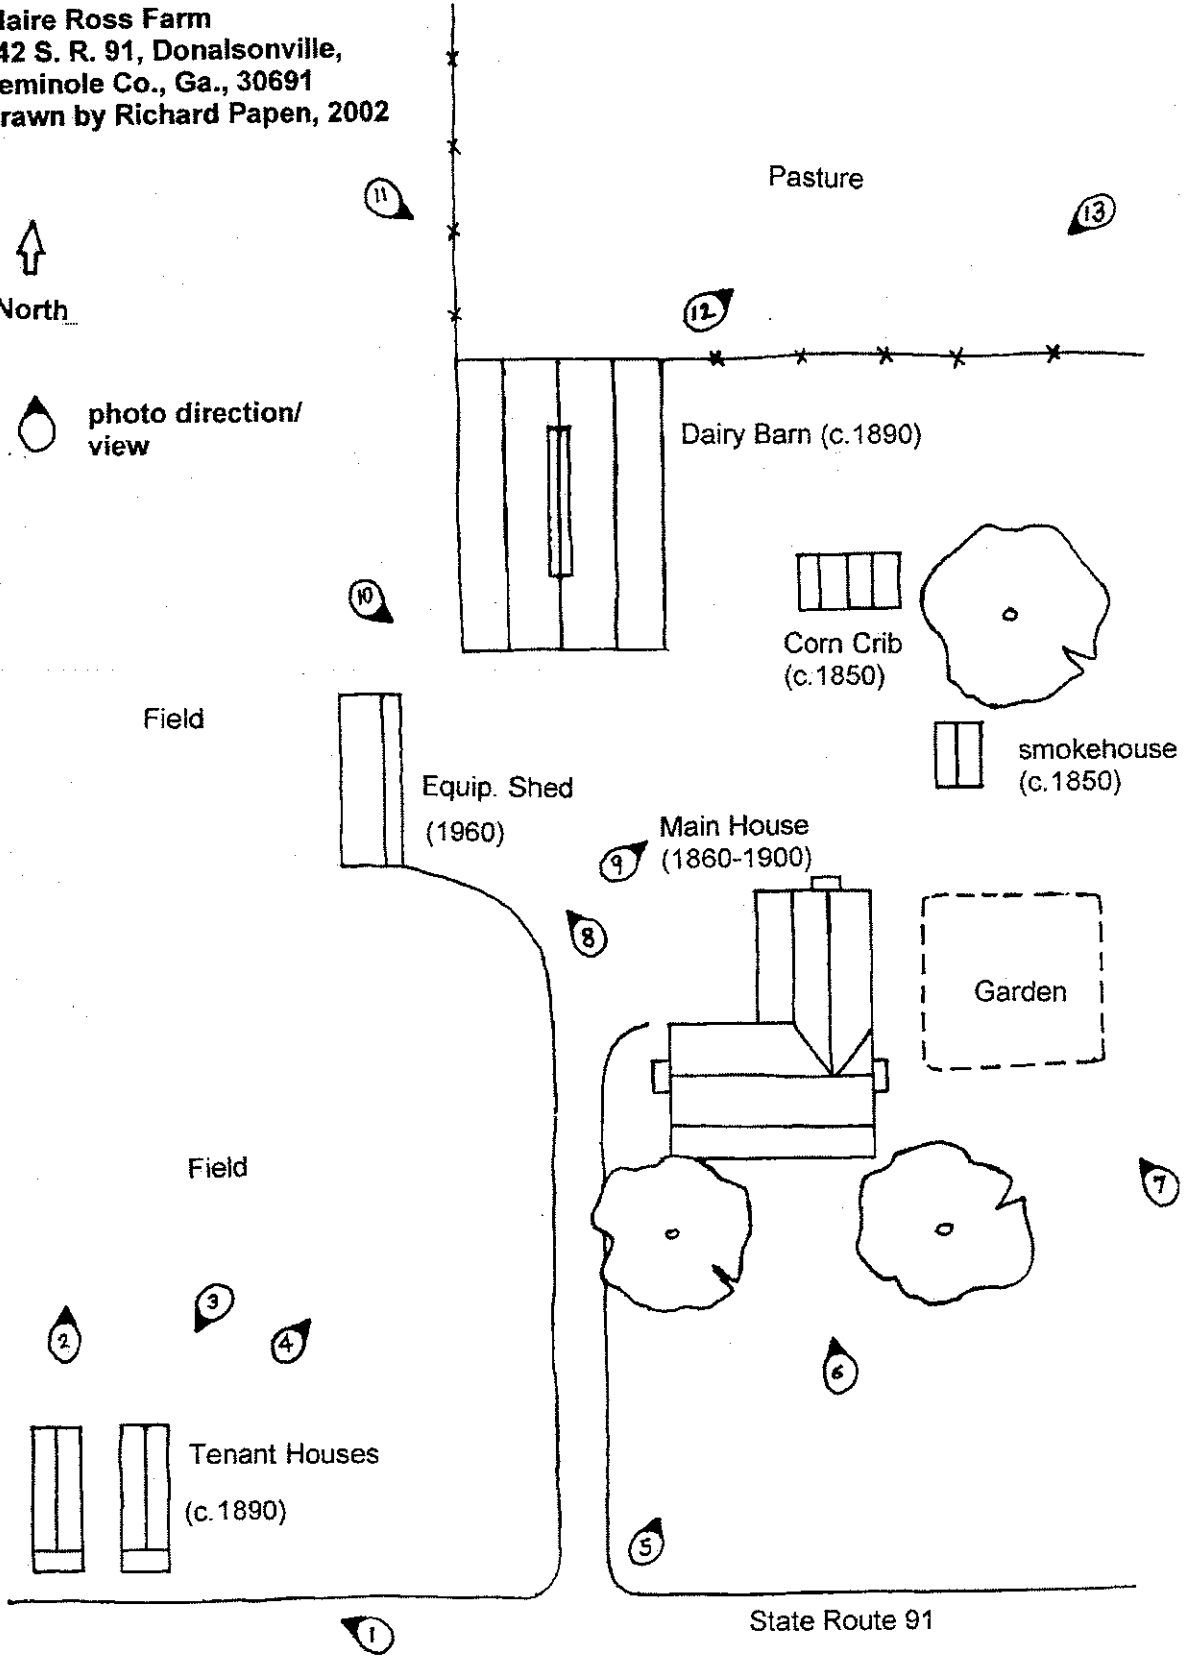 laire Ross Farm
42 S. R. 91, Donalsonville,
eminole Co., Ga., 30691
rawn by Richard Papen, 2002
Pasture
11
13
North
12
photo direction/
view
Dairy Barn (c.1890)
10
Corn Crib
(c.1850)
Field
smokehouse
(c.1850)
Equip. Shed
(1960)
Main House
(1860-1900)
9
8
Garden
Field
7
3
2
4
6
Tenant Houses
(c.1890)
5
State Route 91
1